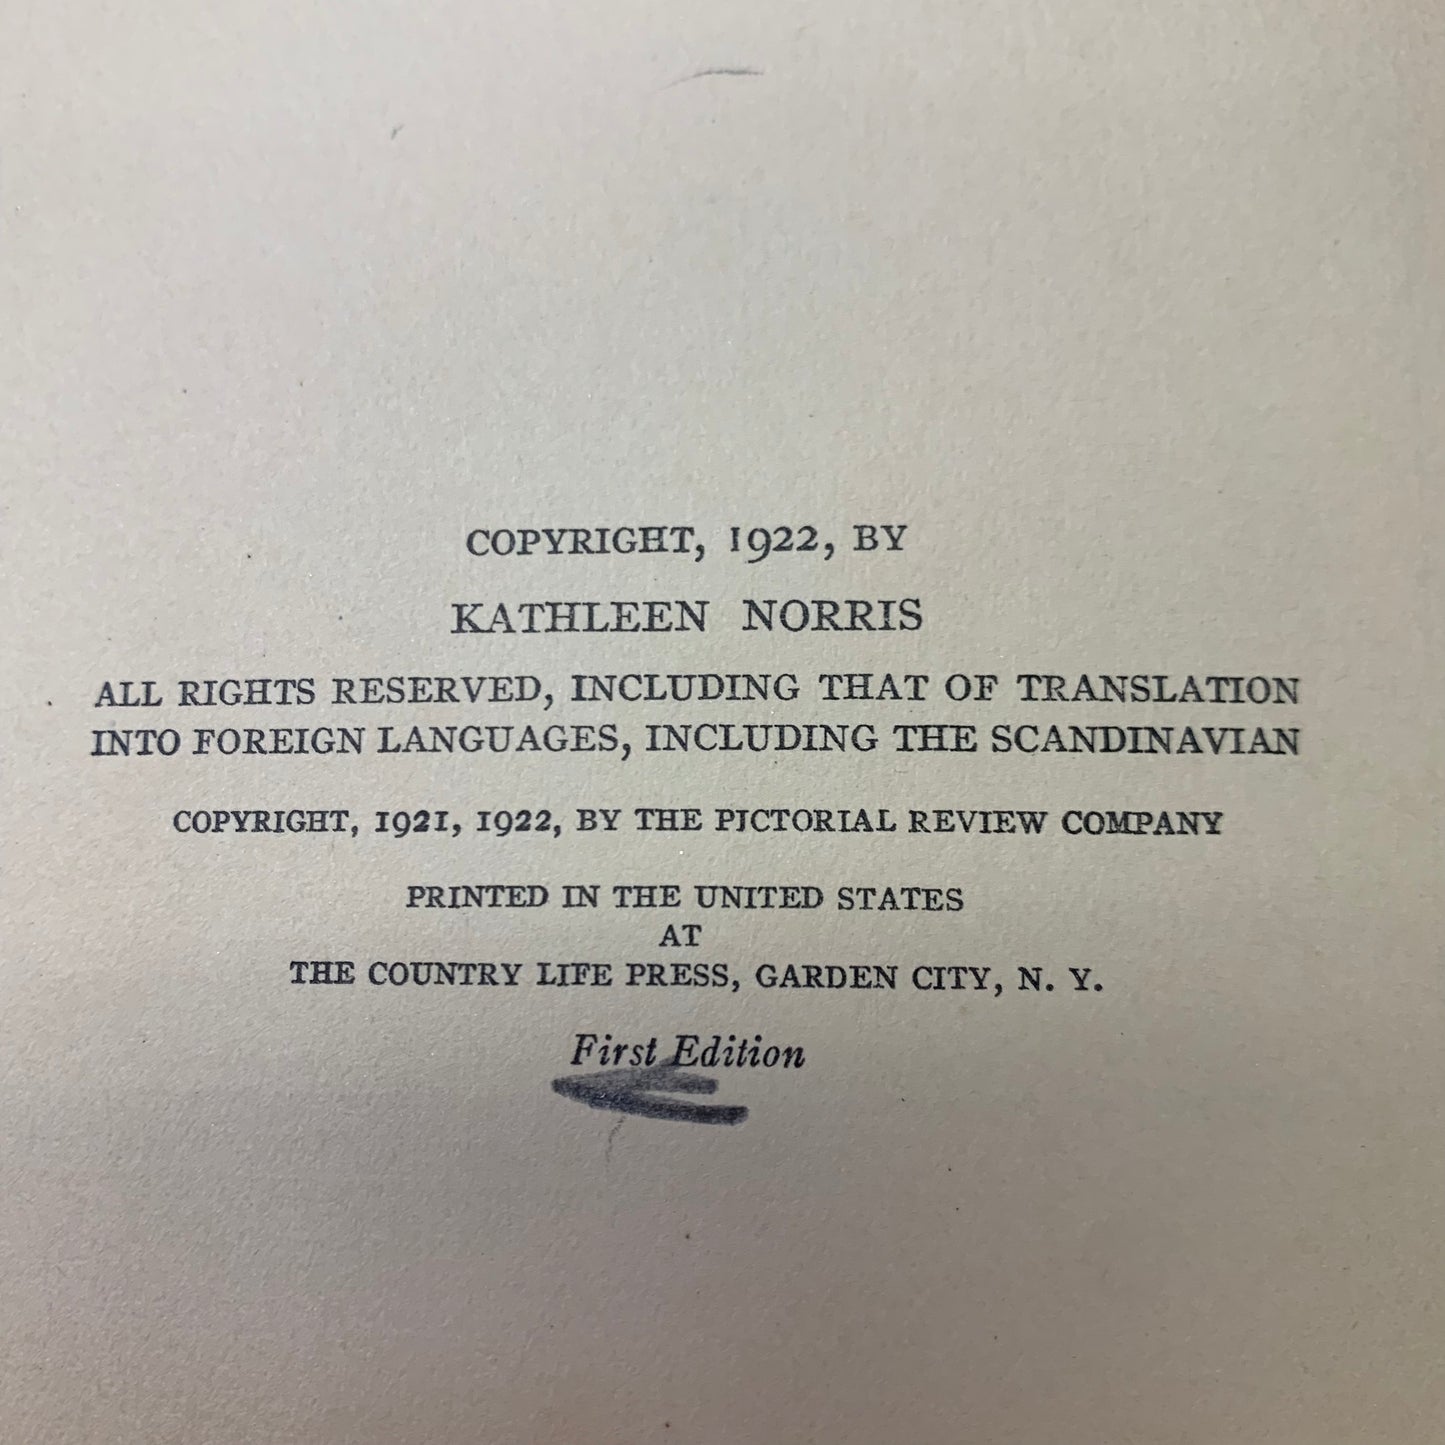 COPYRIGHT, 1922, BY
KATHLEEN NORRIS
ALL RIGHTS RESERVED, INCLUDING THAT OF TRANSLATION
INTO FOREIGN LANGUAGES, INCLUDING THE SCANDINAVIAN
COPYRIGHT, 1921, 1922, BY THE PICTORIAL REVIEW COMPANY
PRINTED IN THE UNITED STATES
AT
THE COUNTRY LIFE PRESS, GARDEN CITY, N. Y.
First Edition